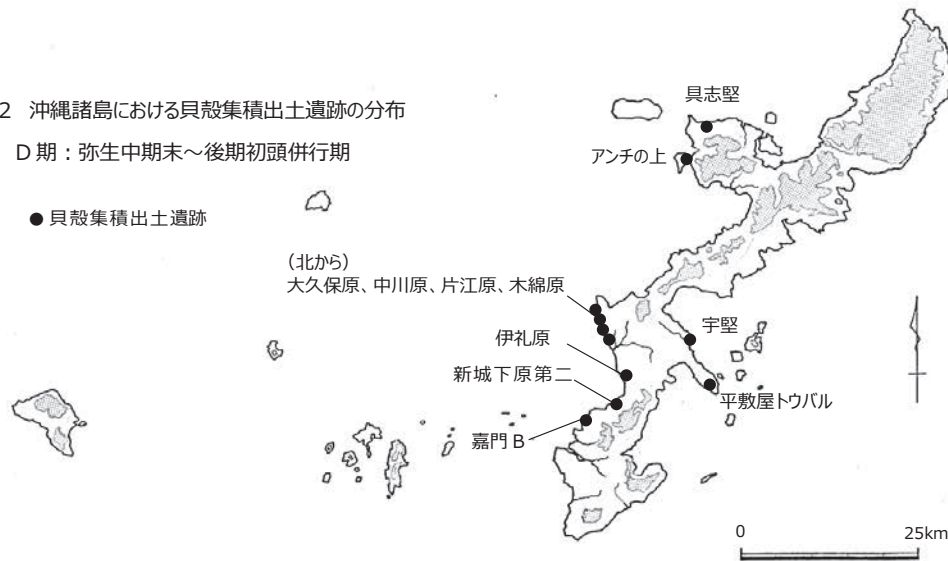 2 沖縄諸島における貝殻集積出土遺跡の分布
D 期：弥生中期末～後期初頭併行期
● 貝殻集積出土遺跡
具志堅
アンチの上
（北から）
大久保原、中川原、片江原、木綿原
伊礼原
新城下原第二
嘉門 B
宇堅
平敷屋トウバル
0 25km